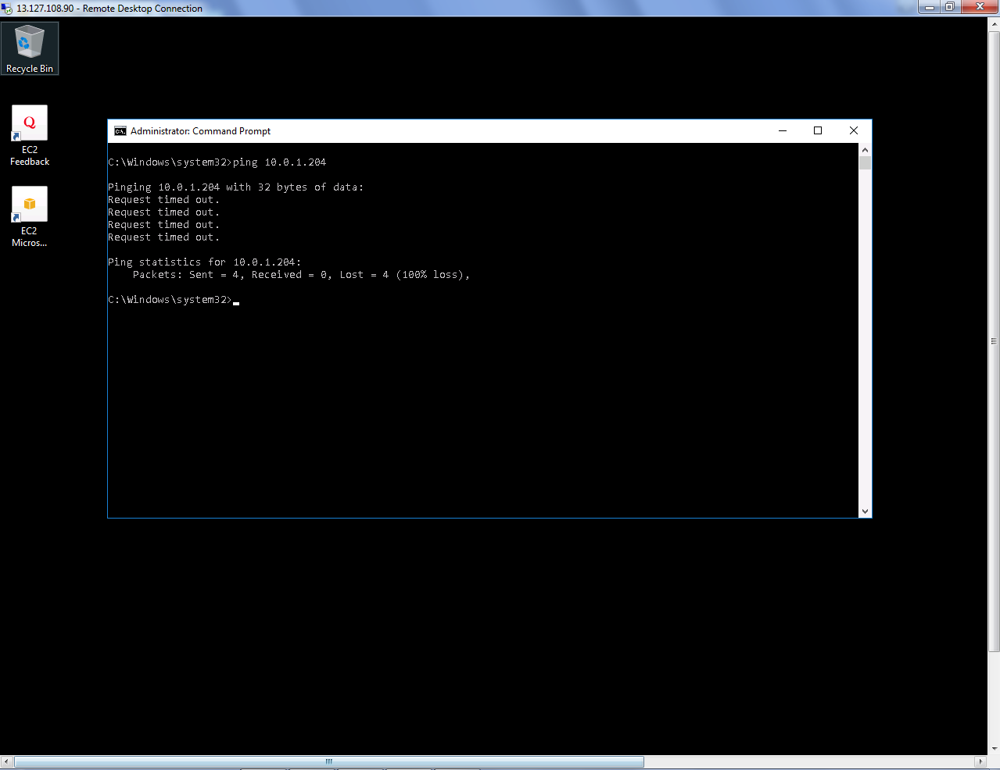 13.127.108.90 - Remote Desktop Connection
Recycle Bin
Q
EC2
Feedback
EC2
Micros...
C:\.
Administrator: Command Prompt
C:\Windows\system32>ping 10.0.1.204
Pinging 10.0.1.204 with 32 bytes of data:
Request timed out.
Request timed out.
Request timed out.
Request timed out.
Ping statistics for 10.0.1.204:
Packets: Sent = 4, Received = 0, Lost = 4 (100% loss),
C:\Windows\system32>